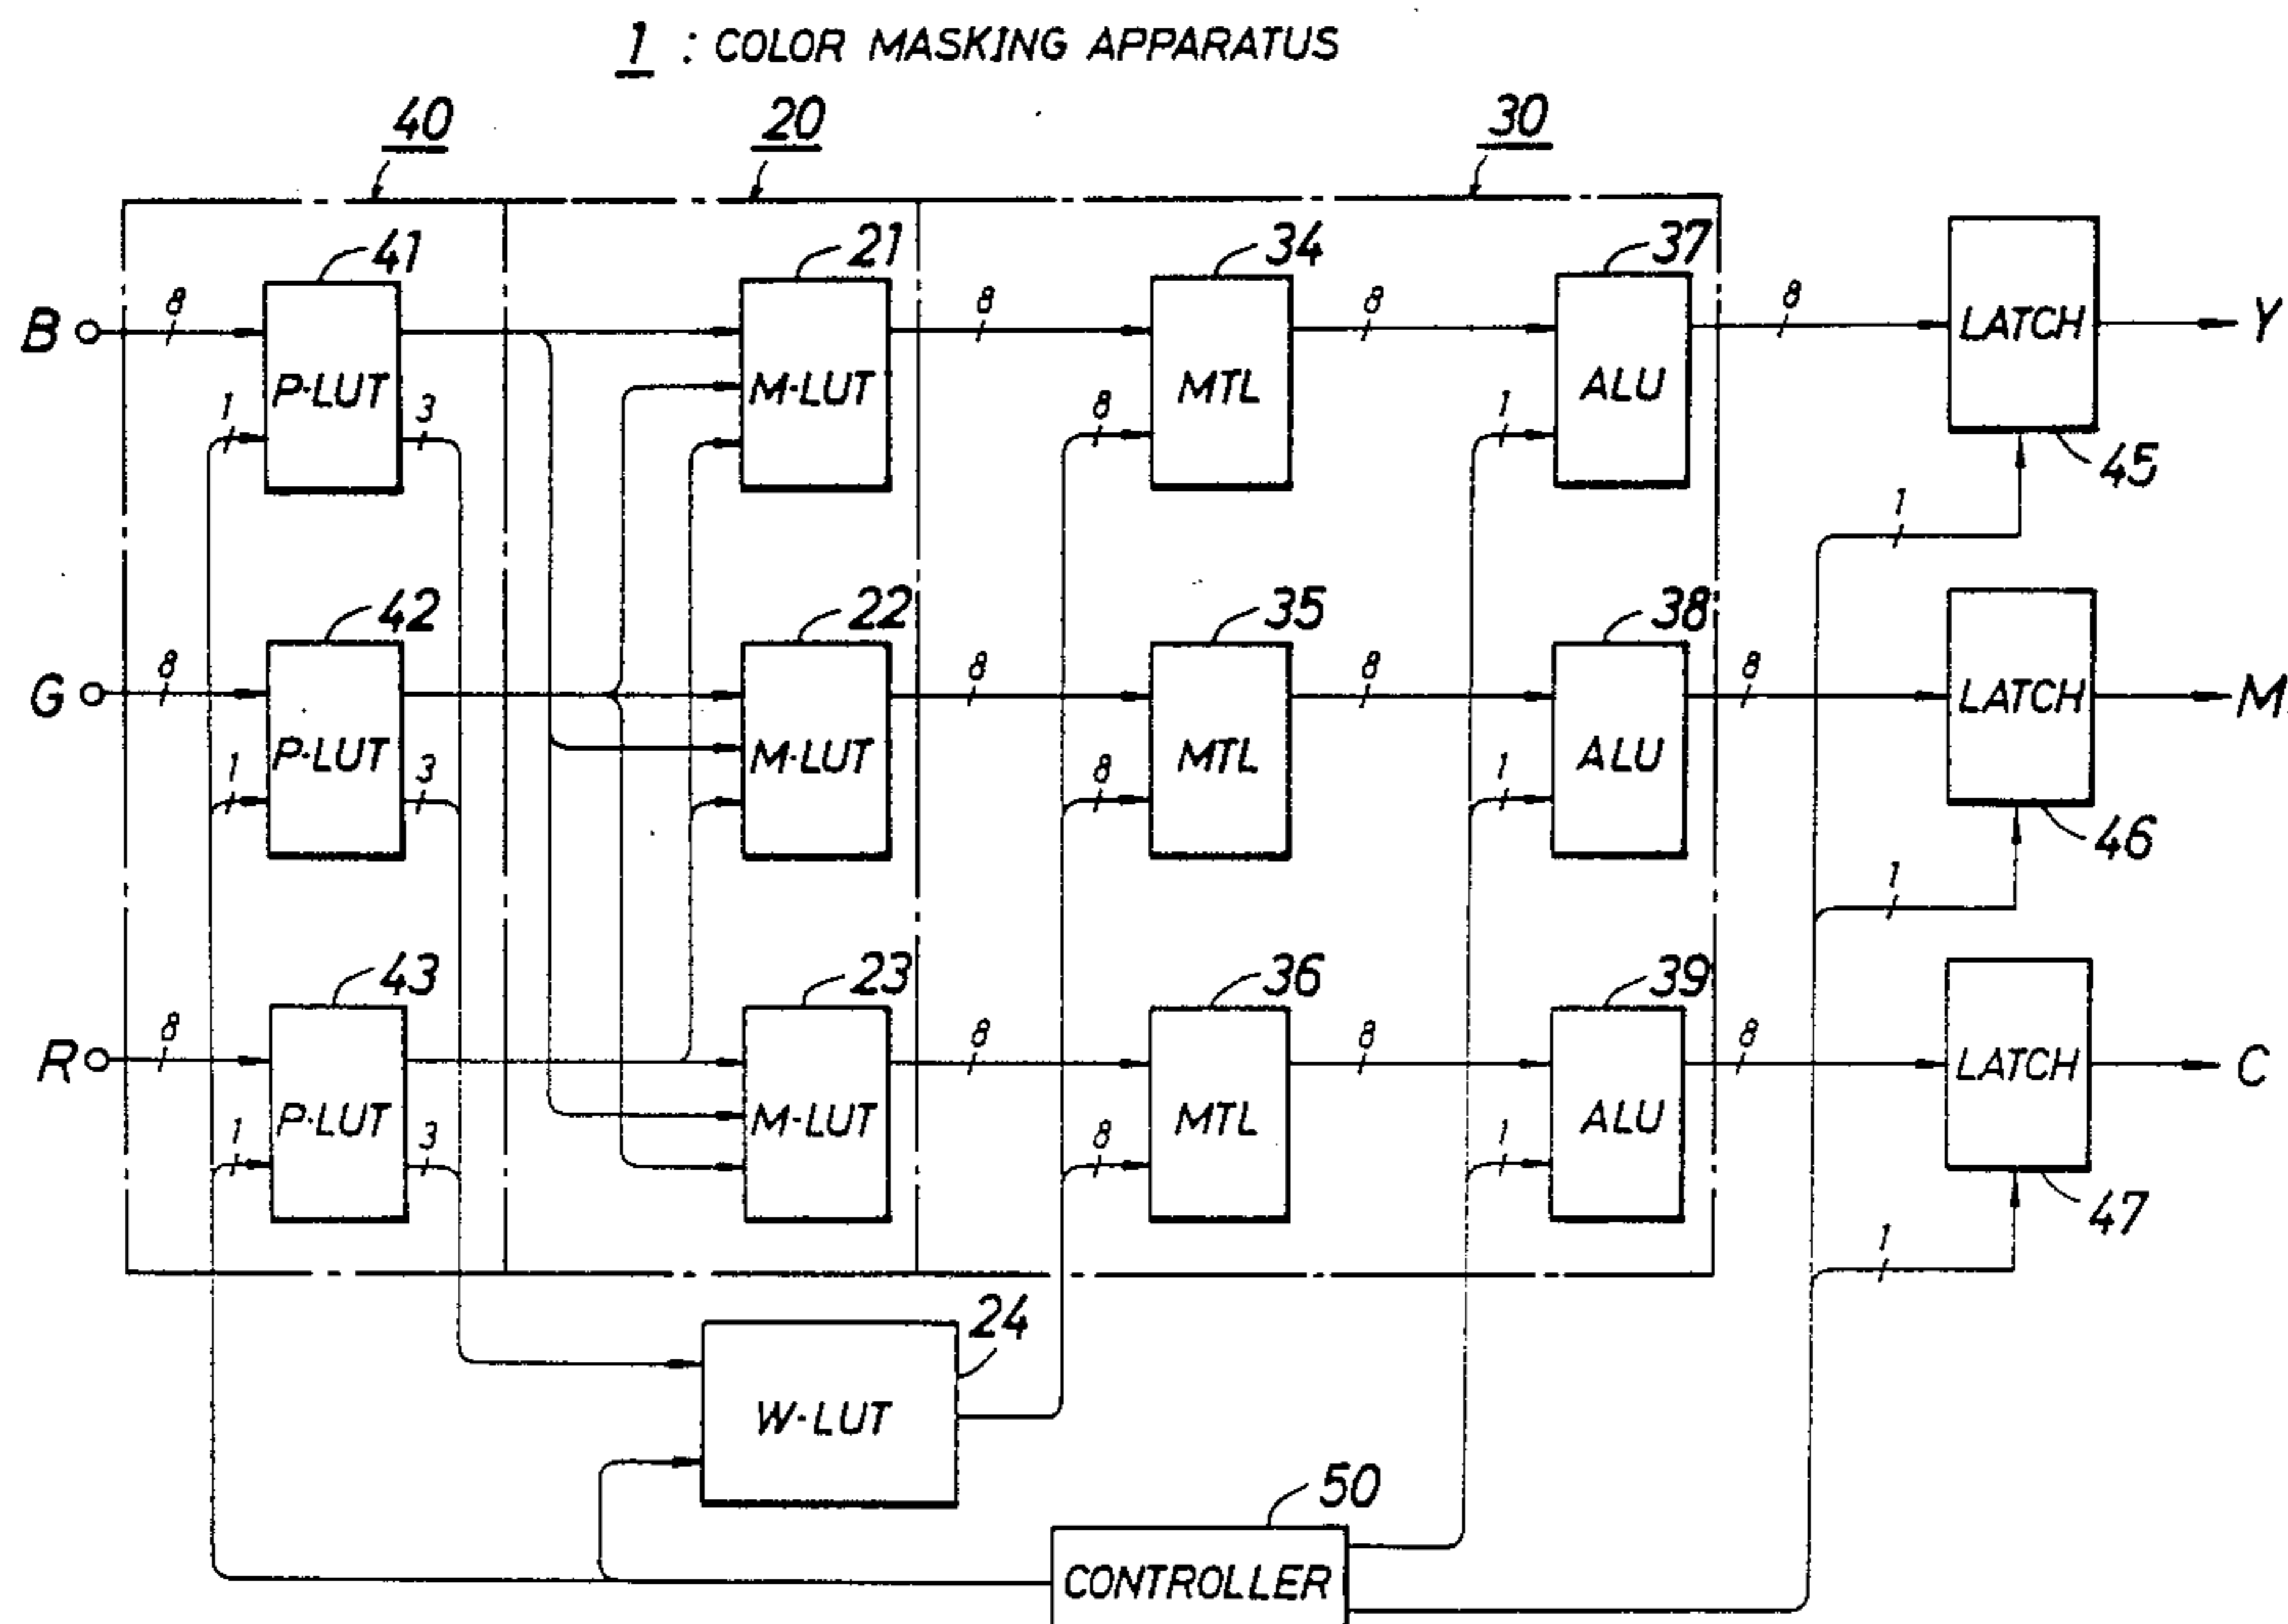 1 : COLOR MASKING APPARATUS
40 20 30
41 21 34 37
B 8 P-LUT 1 3 M-LUT 8 MTL 8 8 ALU 1 8 LATCH Y
45
1
42 22 35 38
G 8 P-LUT 1 3 M-LUT 8 MTL 8 8 ALU 1 8 LATCH M
46
1
43 23 36 39
R 8 P-LUT 1 3 M-LUT 8 MTL 8 8 ALU 1 8 LATCH C
47
1
24
W-LUT
50
CONTROLLER